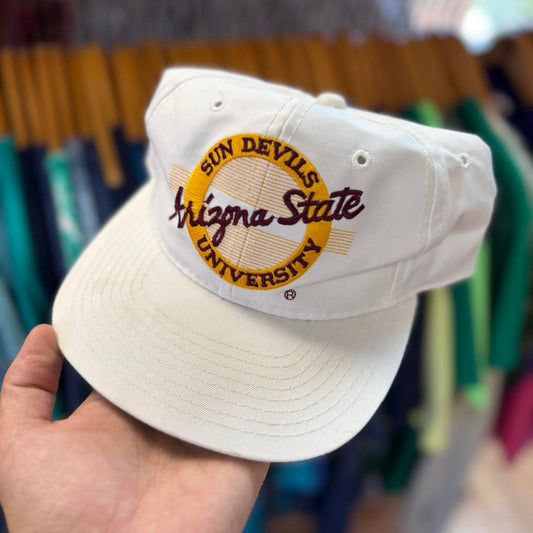 SUN DEVILS
Arizona State
UNIVERSITY
®